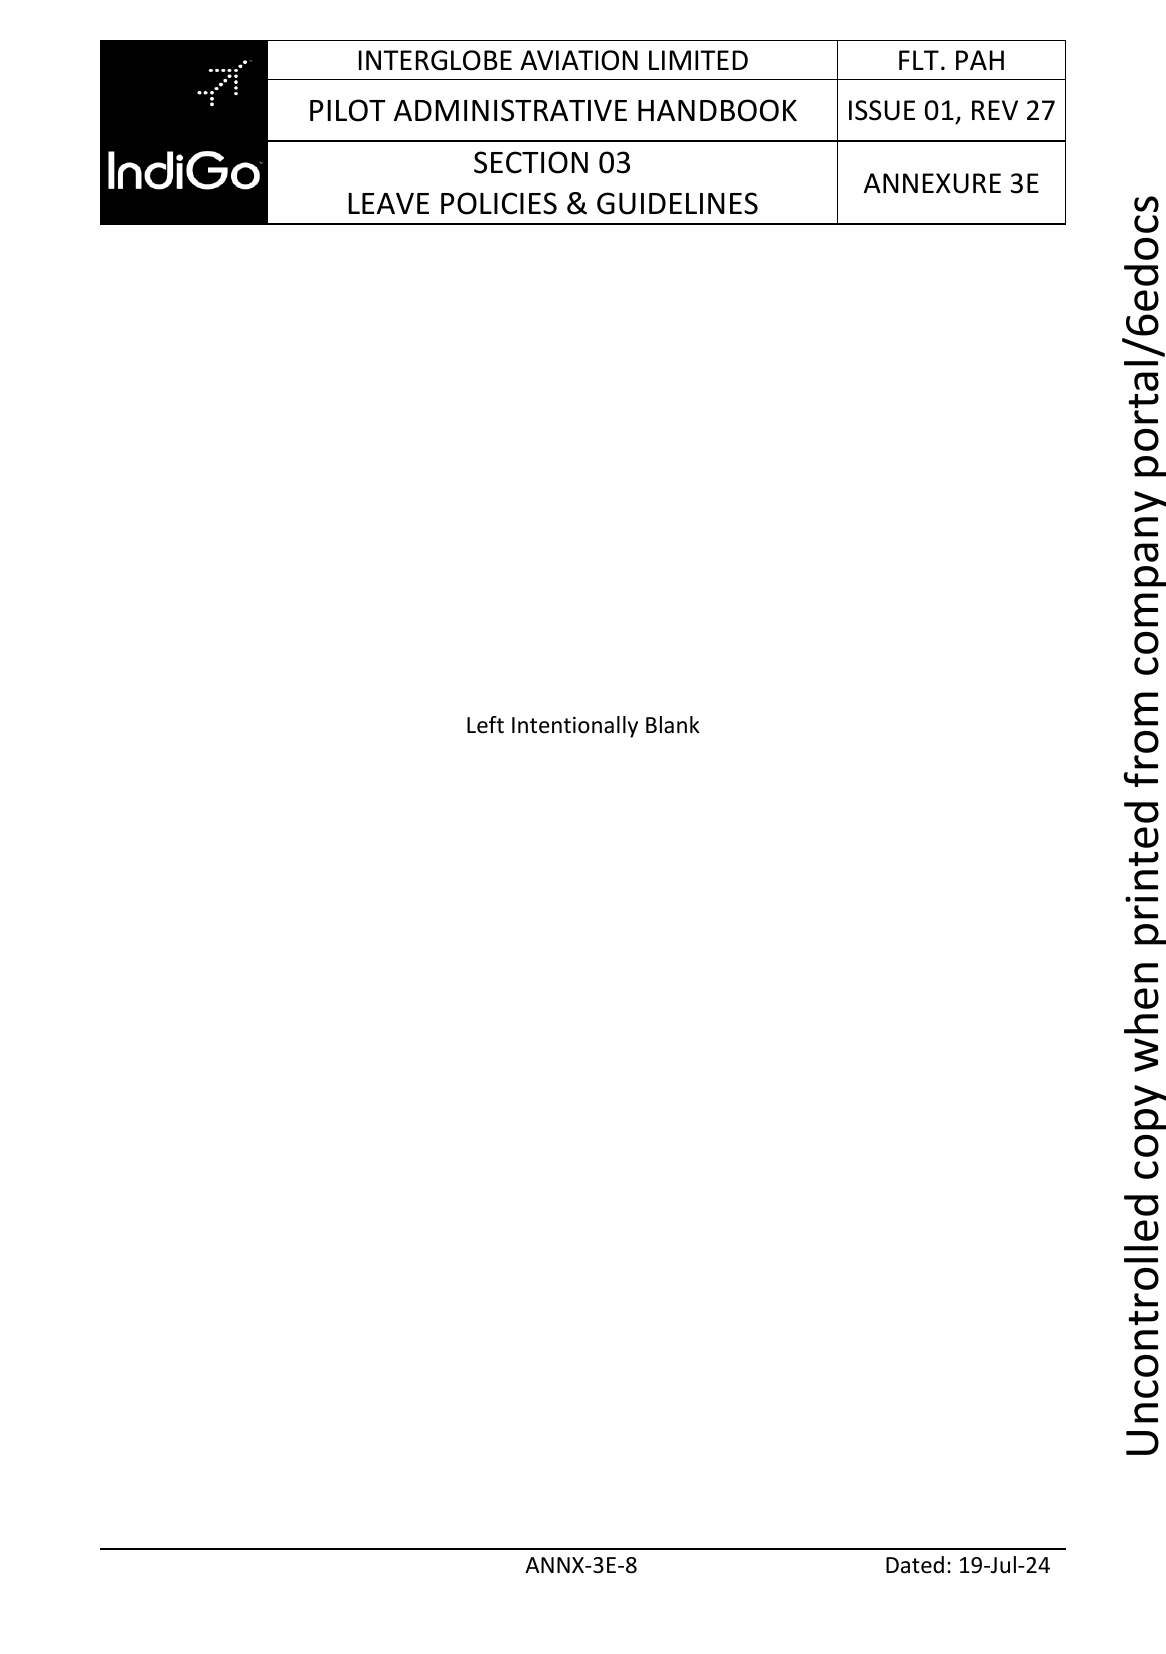 IndiGo
INTERGLOBE AVIATION LIMITED
FLT. PAH
PILOT ADMINISTRATIVE HANDBOOK
ISSUE 01, REV 27
SECTION 03
LEAVE POLICIES & GUIDELINES
ANNEXURE 3E
Left Intentionally Blank
Uncontrolled copy when printed from company portal/6edocs
ANNX-3E-8
Dated: 19-Jul-24